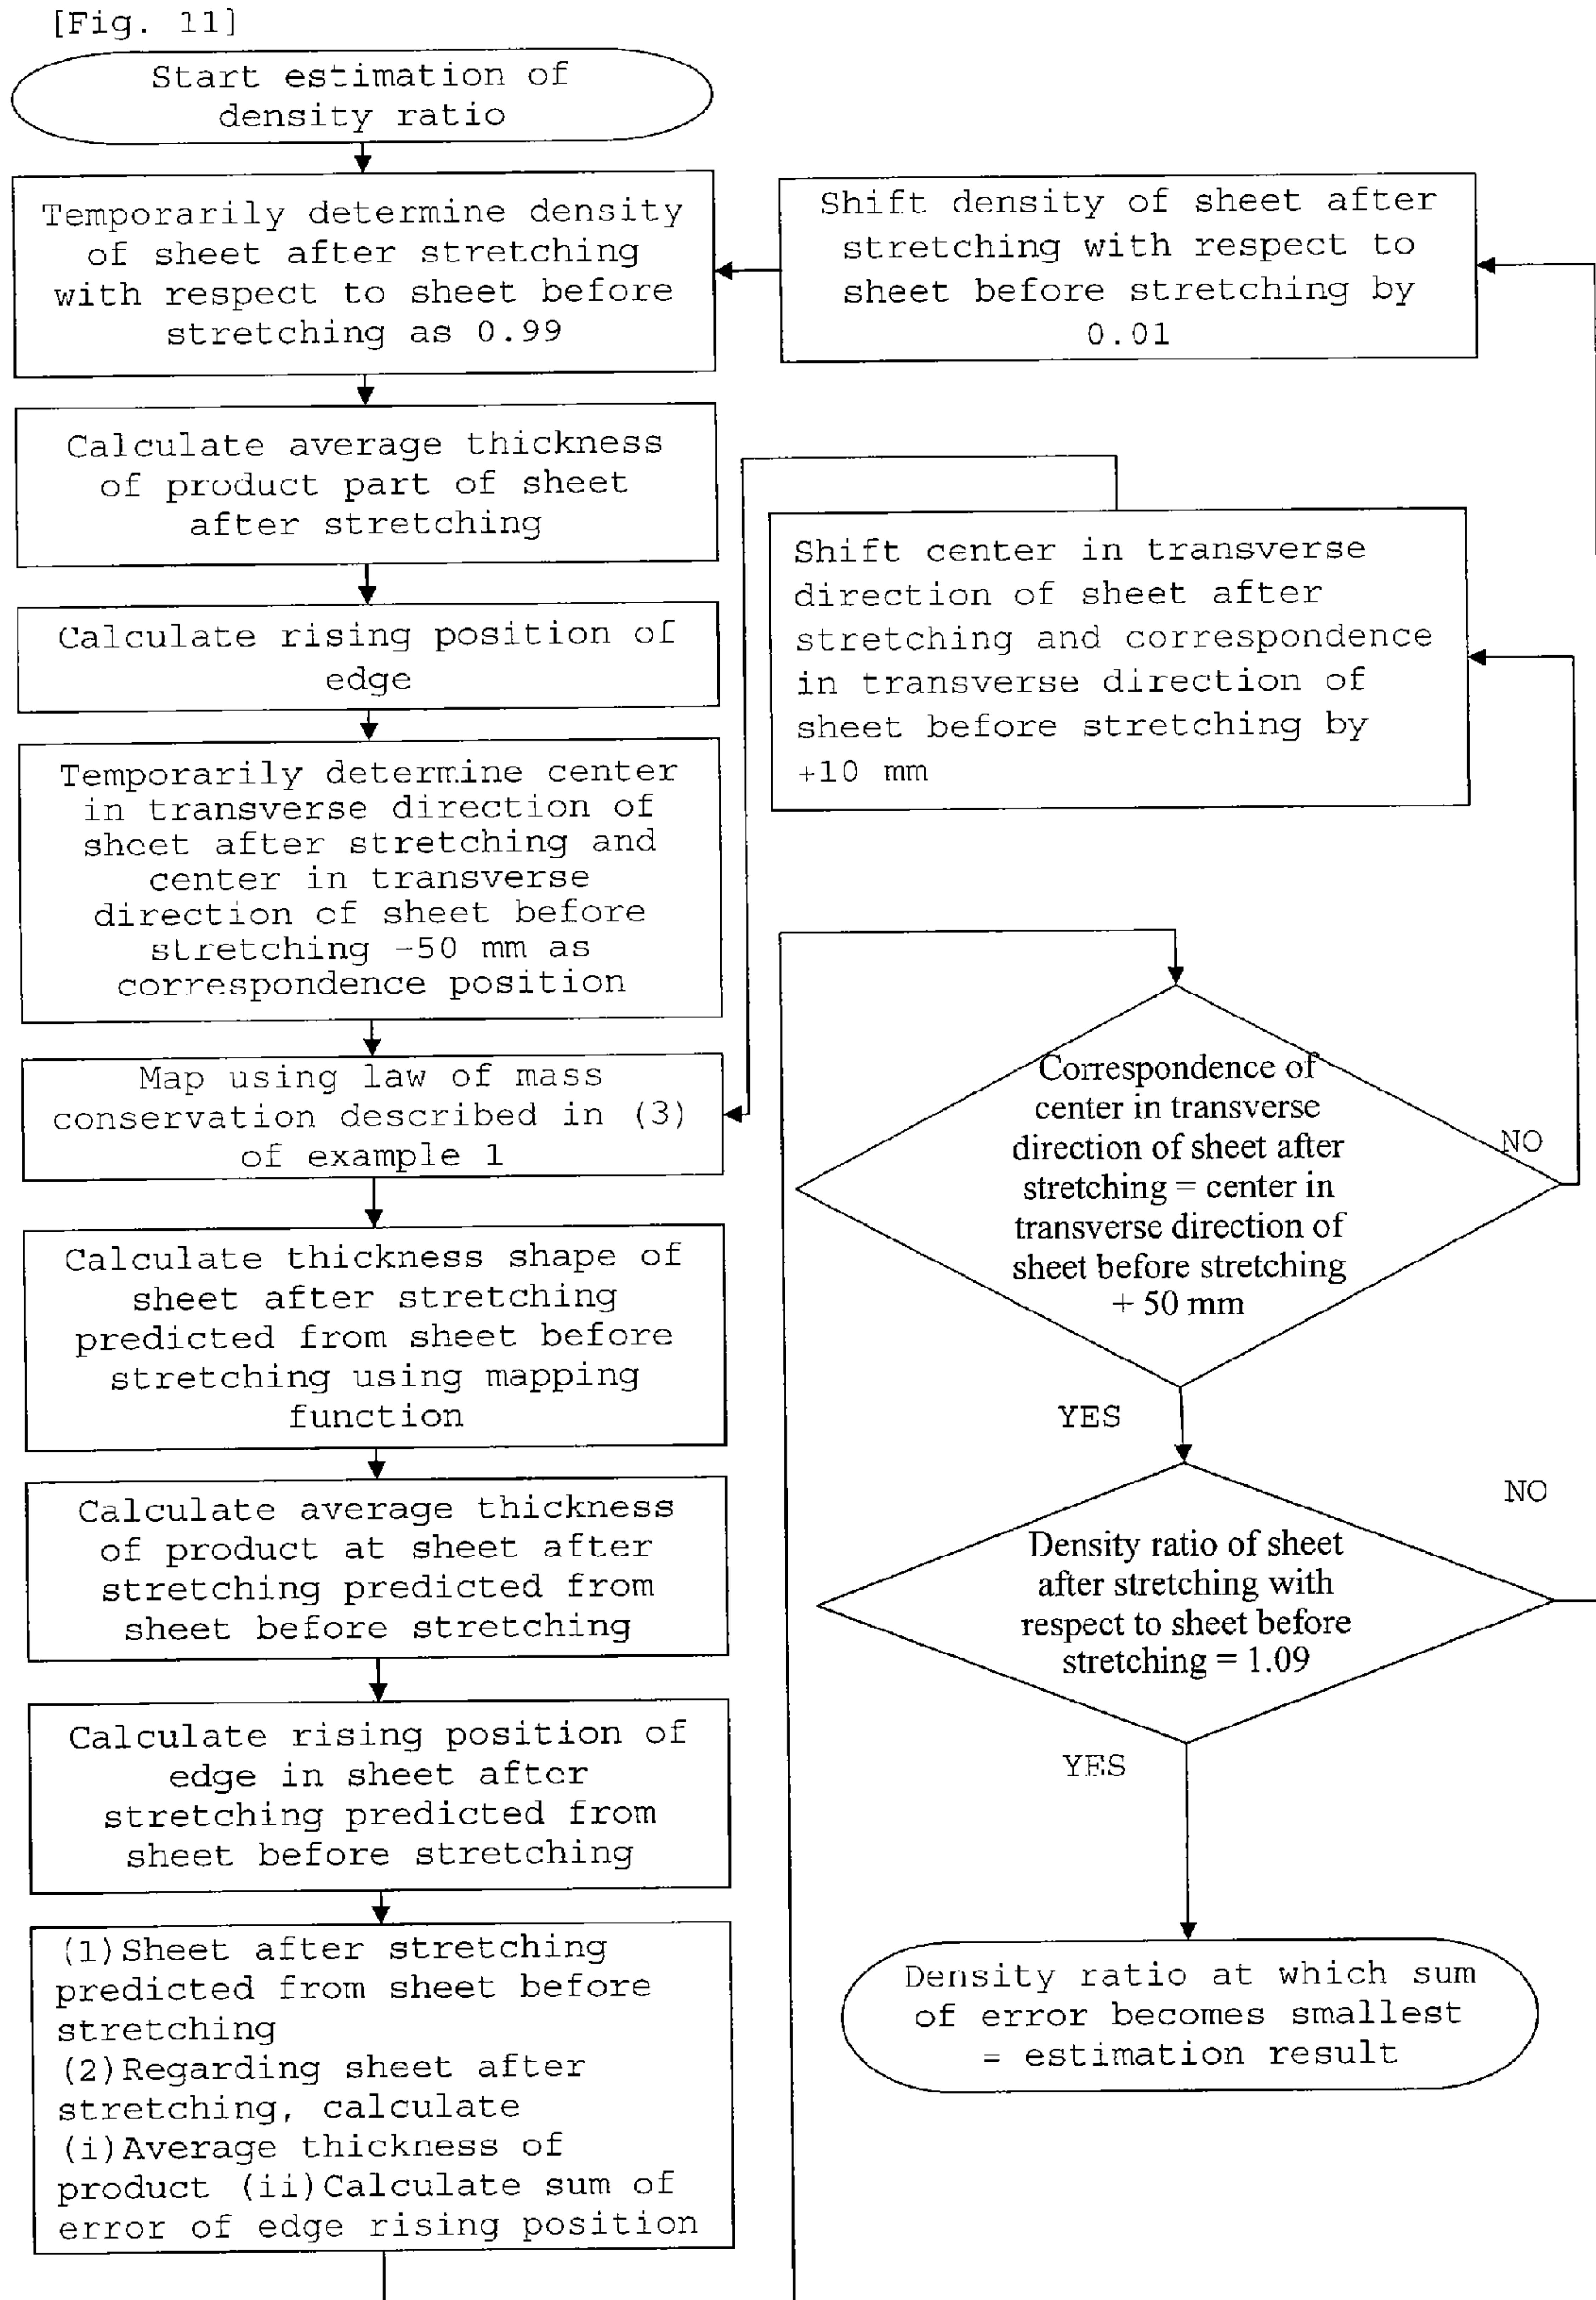 [Fig. 11]
Start estimation of
density ratio
Temporarily determine density
of sheet after stretching
with respect to sheet before
stretching as 0.99
Calculate average thickness
of product part of sheet
after stretching
Calculate rising position of
edge
Temporarily determine center
in transverse direction of
sheet after stretching and
center in transverse
direction of sheet before
stretching -50 mm as
correspondence position
Map using law of mass
conservation described in (3)
of example 1
Calculate thickness shape of
sheet after stretching
predicted from sheet before
stretching using mapping
function
Calculate average thickness
of product at sheet after
stretching predicted from
sheet before stretching
Calculate rising position of
edge in sheet after
stretching predicted from
sheet before stretching
(1)Sheet after stretching
predicted from sheet before
stretching
(2)Regarding sheet after
stretching, calculate
(i)Average thickness of
product (ii)Calculate sum of
error of edge rising position
Shift density of sheet after
stretching with respect to
sheet before stretching by
0.01
Shift center in transverse
direction of sheet after
stretching and correspondence
in transverse direction of
sheet before stretching by
+10 mm
Correspondence of
center in transverse
direction of sheet after
stretching = center in
transverse direction of
sheet before stretching
+ 50 mm
NO
YES
Density ratio of sheet
after stretching with
respect to sheet before
stretching = 1.09
NO
YES
Density ratio at which sum
of error becomes smallest
= estimation result